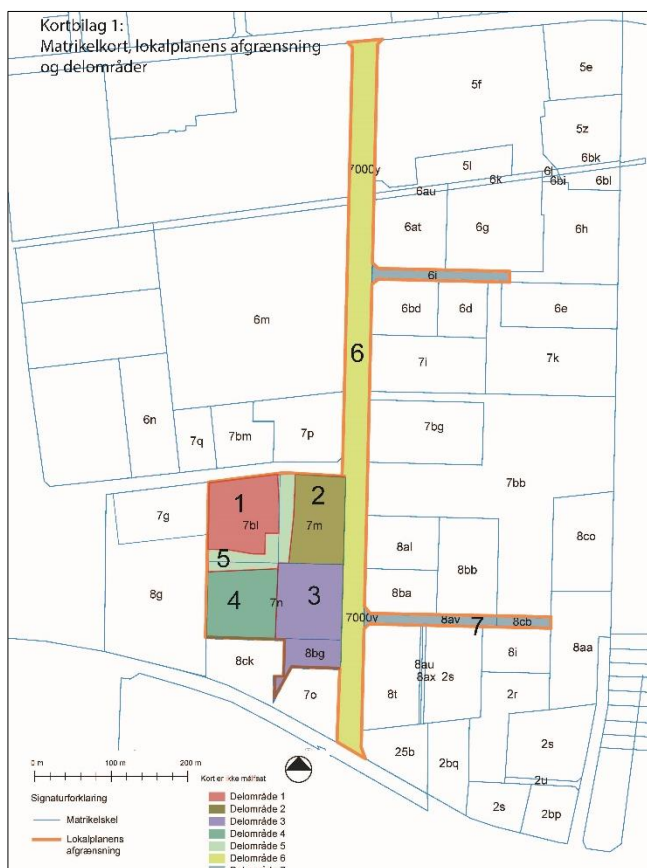 Kortbilag 1:
Matrikelkort, lokalplanens afgrænsning
og delområder
5e
5f
5z
6bk
5l
6l
7000y
6k
6bi
6bl
6au
6at
6g
6h
6i
6bd
6d
6e
6m
6
7i
7k
6n
7q
7bm
7p
7bg
7bb
1
2
7g
7bl
7m
8co
8al
5
8bb
8g
4
7n
3
8ba
7000v
8av
7
8cb
8ck
8bg
8au
8ax
2s
8i
8aa
7o
8t
2r
25b
2bq
2s
2u
2s
2bp
0 m
100 m
200 m
Kort er ikke målfast
Signaturforklaring
Matrikelskel
Lokalplanens
afgrænsning
Delområde 1
Delområde 2
Delområde 3
Delområde 4
Delområde 5
Delområde 6